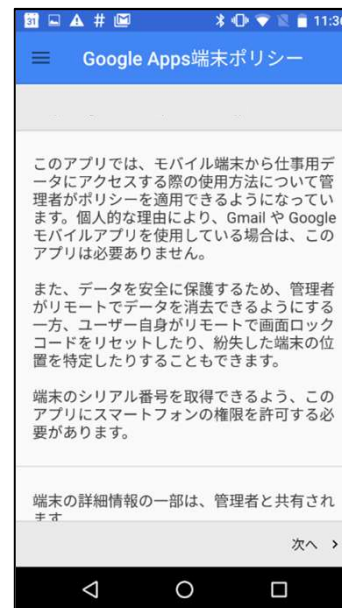 31 11:36
Google Apps端末ポリシー
このアプリでは、モバイル端末から仕事用デ
ータにアクセスする際の使用方法について管
理者がポリシーを適用できるようになってい
ます。個人的な理由により、Gmail や Google
モバイルアプリを使用している場合は、この
アプリは必要ありません。
また、データを安全に保護するため、管理者
がリモートでデータを消去できるようにする
一方、ユーザー自身がリモートで画面ロック
コードをリセットしたり、紛失した端末の位
置を特定したりすることもできます。
端末のシリアル番号を取得できるよう、この
アプリにスマートフォンの権限を許可する必
要があります。
端末の詳細情報の一部は、管理者と共有され
ます
次へ